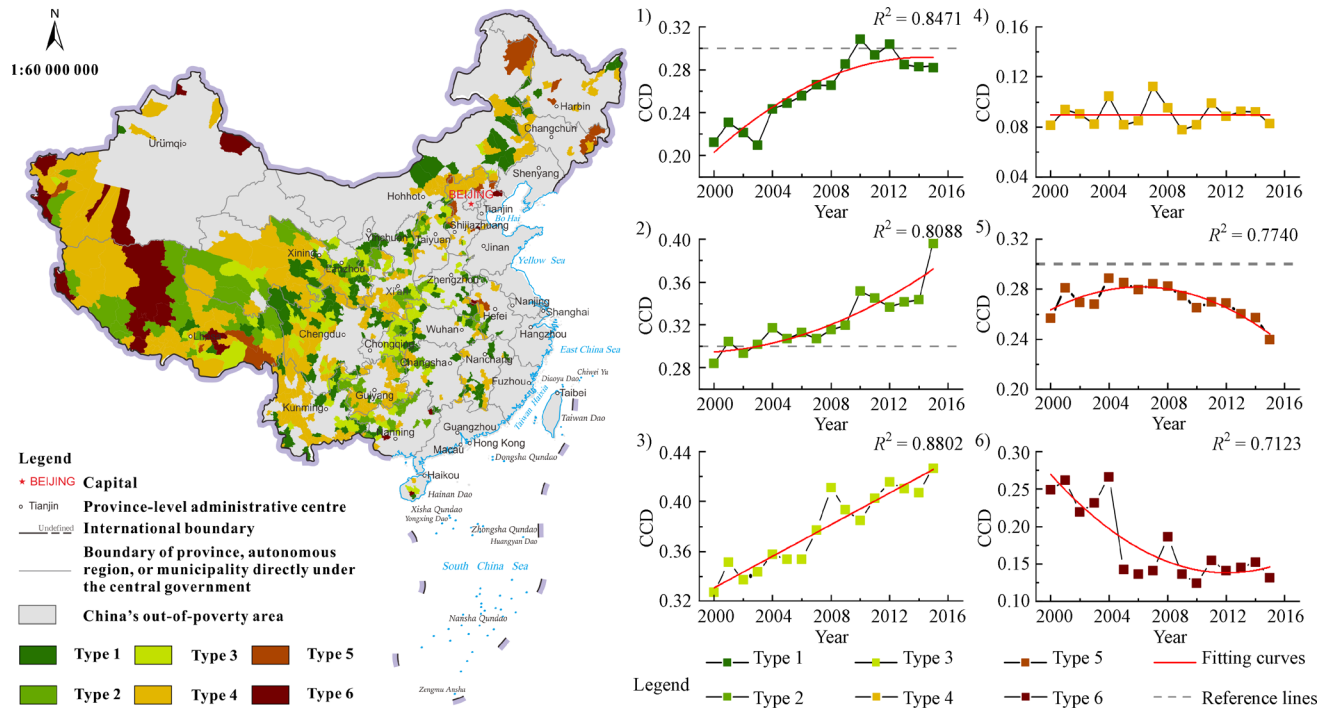 N
1:60 000 000
Harbin
Changchun
Urümqi
Shenyang
Hohhot
BEIJING
Tianjin
Bo Hai
Shijiazhuang
Yinchuan
Taiyuan
Jinan
Xining
Lanzhou
Yellow Sea
Zhengzhou
Xi'an
Nanjing
Hefei
Shanghai
Chengdu
Wuhan
Hangzhou
Chongqing
East China Sea
Changsha
Nanchang
Chiwei Yu
Diaoyu Dao
Fuzhou
Guiyang
Taibei
Taiwan Haixia
Kunming
Taiwan Dao
Nanning
Guangzhou
Hong Kong
Macau
Dongsha Qundao
Haikou
Hainan Dao
Xisha Qundao
Yongxing Dao
Zhongsha Qundao
Huangyan Dao
South China Sea
Nansha Qundao
Zengmu Ansha
Legend
BEIJING Capital
Tianjin Province-level administrative centre
Undefined International boundary
Boundary of province, autonomous
region, or municipality directly under
the central government
China's out-of-poverty area
Type 1 Type 3 Type 5
Type 2 Type 4 Type 6
1)
R² = 0.8471
0.32
0.28
0.24
0.20
CCD
2000 2004 2008 2012 2016
Year
4)
0.16
0.12
0.08
0.04
CCD
2000 2004 2008 2012 2016
Year
2)
R² = 0.8088
0.40
0.36
0.32
0.28
CCD
2000 2004 2008 2012 2016
Year
5)
R² = 0.7740
0.32
0.28
0.24
0.20
CCD
2000 2004 2008 2012 2016
Year
3)
R² = 0.8802
0.44
0.40
0.36
0.32
CCD
2000 2004 2008 2012 2016
Year
6)
R² = 0.7123
0.30
0.25
0.20
0.15
0.10
CCD
2000 2004 2008 2012 2016
Year
Legend
Type 1 Type 3 Type 5 Fitting curves
Type 2 Type 4 Type 6 Reference lines